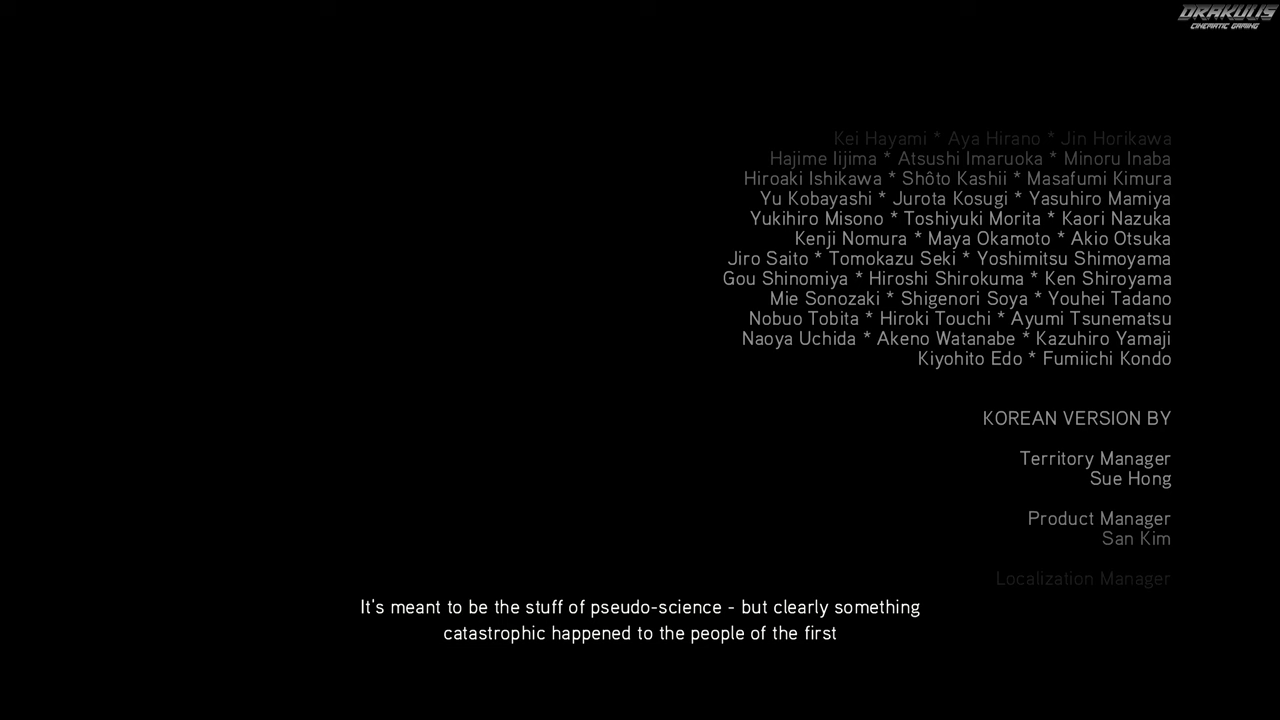 DRAKULIS
CINEMATIC GAMING
Kei Hayami * Aya Hirano * Jin Horikawa
Hajime Iijima * Atsushi Imaruoka * Minoru Inaba
Hiroaki Ishikawa * Shôto Kashii * Masafumi Kimura
Yu Kobayashi * Jurota Kosugi * Yasuhiro Mamiya
Yukihiro Misono * Toshiyuki Morita * Kaori Nazuka
Kenji Nomura * Maya Okamoto * Akio Otsuka
Jiro Saito * Tomokazu Seki * Yoshimitsu Shimoyama
Gou Shinomiya * Hiroshi Shirokuma * Ken Shiroyama
Mie Sonozaki * Shigenori Soya * Youhei Tadano
Nobuo Tobita * Hiroki Touchi * Ayumi Tsunematsu
Naoya Uchida * Akeno Watanabe * Kazuhiro Yamaji
Kiyohito Edo * Fumiichi Kondo
KOREAN VERSION BY
Territory Manager
Sue Hong
Product Manager
San Kim
Localization Manager
It's meant to be the stuff of pseudo-science - but clearly something
catastrophic happened to the people of the first